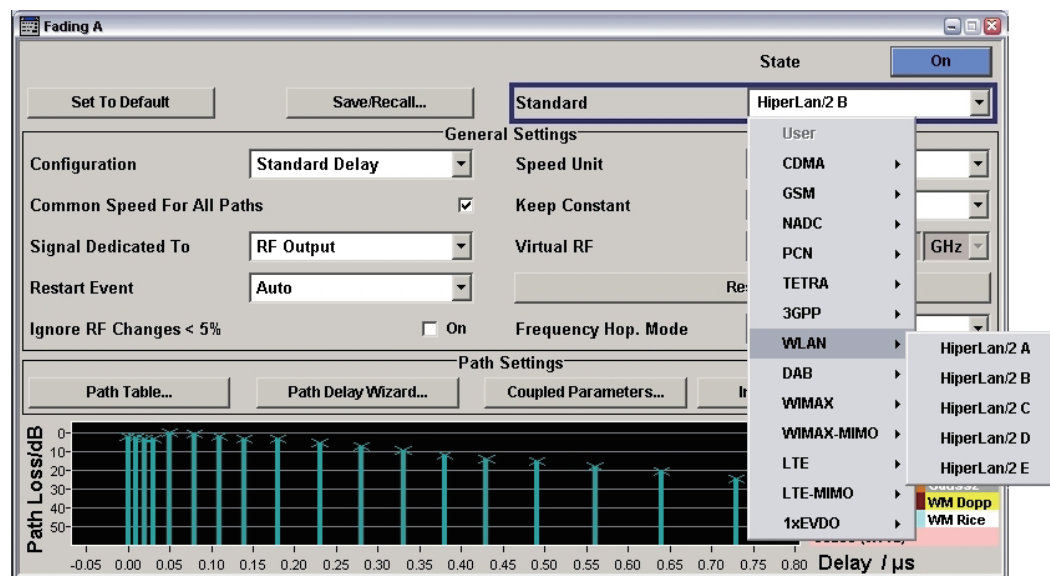 Fading A
State On
Set To Default Save/Recall... Standard HiperLan/2 B
General Settings
User
Configuration Standard Delay Speed Unit CDMA
GSM
Common Speed For All Paths Keep Constant
NADC
Signal Dedicated To RF Output Virtual RF PCN GHz
TETRA
Restart Event Auto
3GPP
Ignore RF Changes < 5% On Frequency Hop. Mode
WLAN HiperLan/2 A
Path Settings
DAB HiperLan/2 B
Path Table... Path Delay Wizard... Coupled Parameters...
WIMAX HiperLan/2 C
WIMAX-MIMO HiperLan/2 D
LTE HiperLan/2 E
LTE-MIMO WM Dopp
1xEVDO WM Rice
Path Loss/dB
0-
10-
20-
30-
40-
50-
-0.05 0.00 0.05 0.10 0.15 0.20 0.25 0.30 0.35 0.40 0.45 0.50 0.55 0.60 0.65 0.70 0.75 0.80 Delay / µs